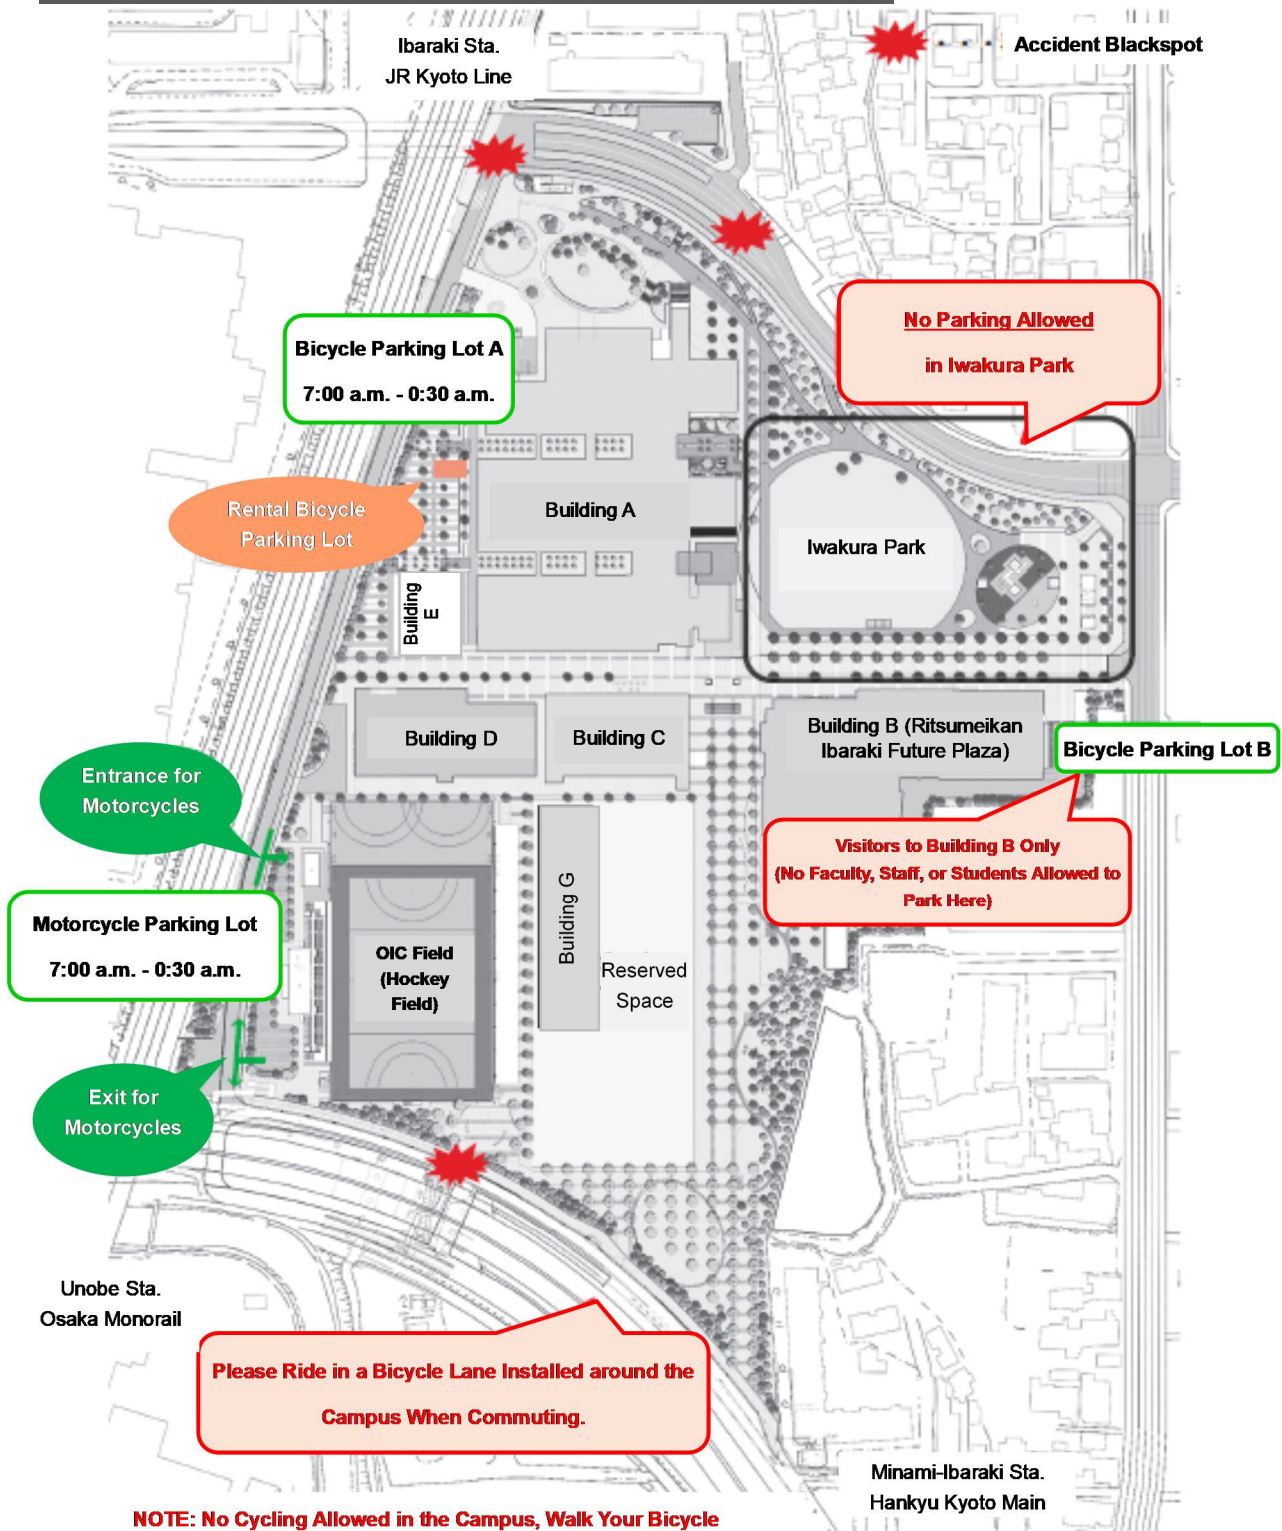 Ibaraki Sta.
JR Kyoto Line
Accident Blackspot
No Parking Allowed
in Iwakura Park
Bicycle Parking Lot A
7:00 a.m. - 0:30 a.m.
Rental Bicycle
Parking Lot
Building A
Iwakura Park
Building
E
Building D
Building C
Building B (Ritsumeikan
Ibaraki Future Plaza)
Bicycle Parking Lot B
Entrance for
Motorcycles
Visitors to Building B Only
(No Faculty, Staff, or Students Allowed to
Park Here)
Motorcycle Parking Lot
7:00 a.m. - 0:30 a.m.
OIC Field
(Hockey
Field)
Building G
Reserved
Space
Exit for
Motorcycles
Unobe Sta.
Osaka Monorail
Please Ride in a Bicycle Lane Installed around the
Campus When Commuting.
Minami-Ibaraki Sta.
Hankyu Kyoto Main
NOTE: No Cycling Allowed in the Campus, Walk Your Bicycle